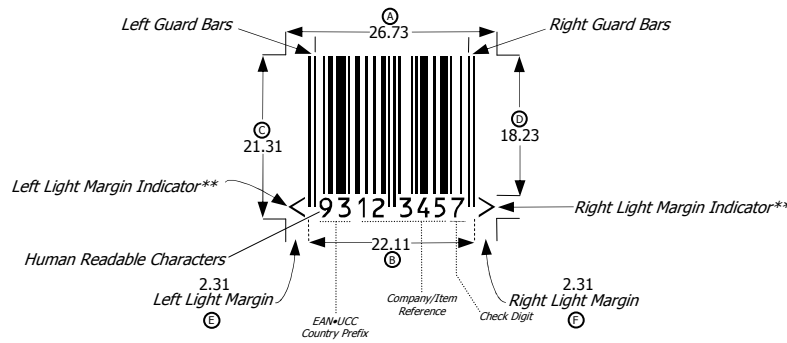 Left Guard Bars
A
26.73
Right Guard Bars
C
21.31
D
18.23
Left Light Margin Indicator**
9312 3457
Right Light Margin Indicator**
Human Readable Characters
22.11
B
2.31
Left Light Margin
E
EAN•UCC
Country Prefix
Company/Item
Reference
Check Digit
2.31
Right Light Margin
F